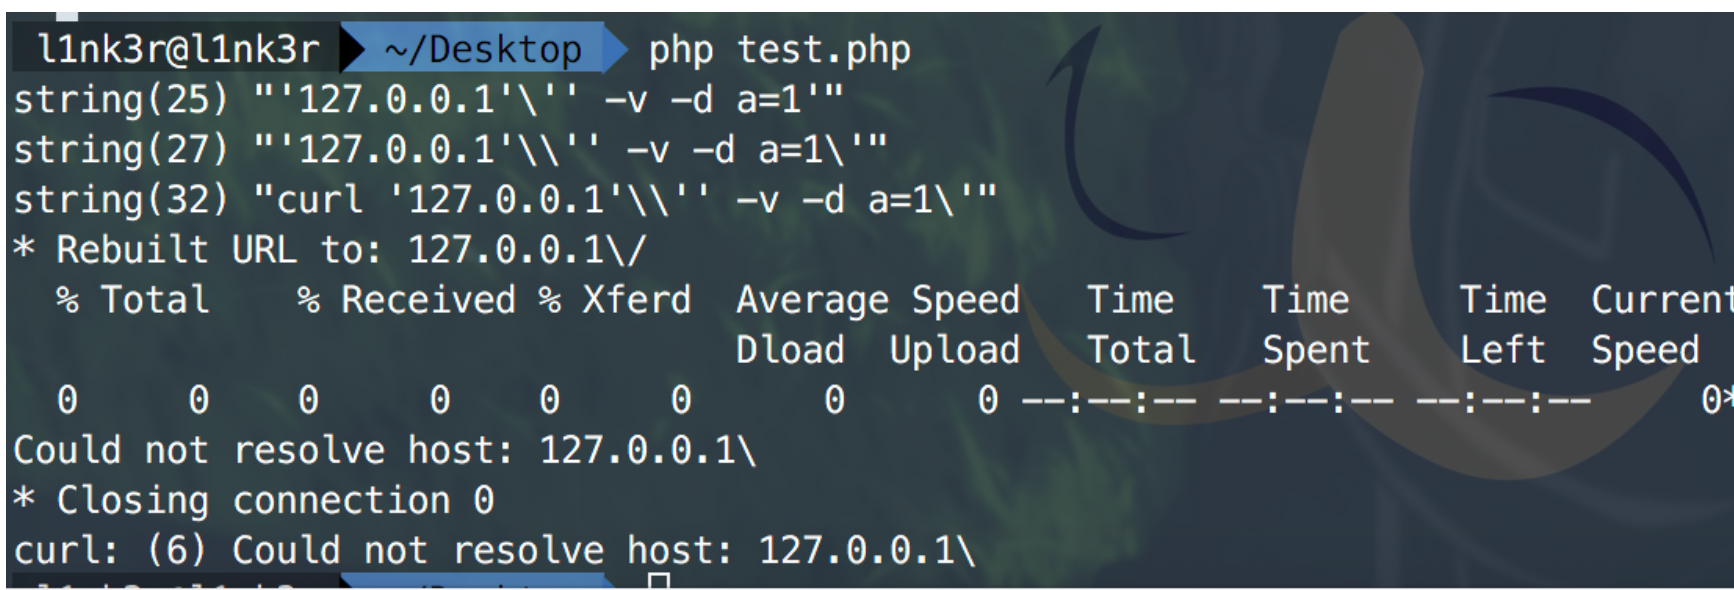 l1nk3r@l1nk3r ~/Desktop php test.php
string(25) "'127.0.0.1'\'' -v -d a=1'"
string(27) "'127.0.0.1'\\'' -v -d a=1\'"
string(32) "curl '127.0.0.1'\\'' -v -d a=1\'"
* Rebuilt URL to: 127.0.0.1\/
% Total % Received % Xferd Average Speed Time Time Time Current
Dload Upload Total Spent Left Speed
0 0 0 0 0 0 0 0 --:--:-- --:--:-- --:--:-- 0*
Could not resolve host: 127.0.0.1\
* Closing connection 0
curl: (6) Could not resolve host: 127.0.0.1\